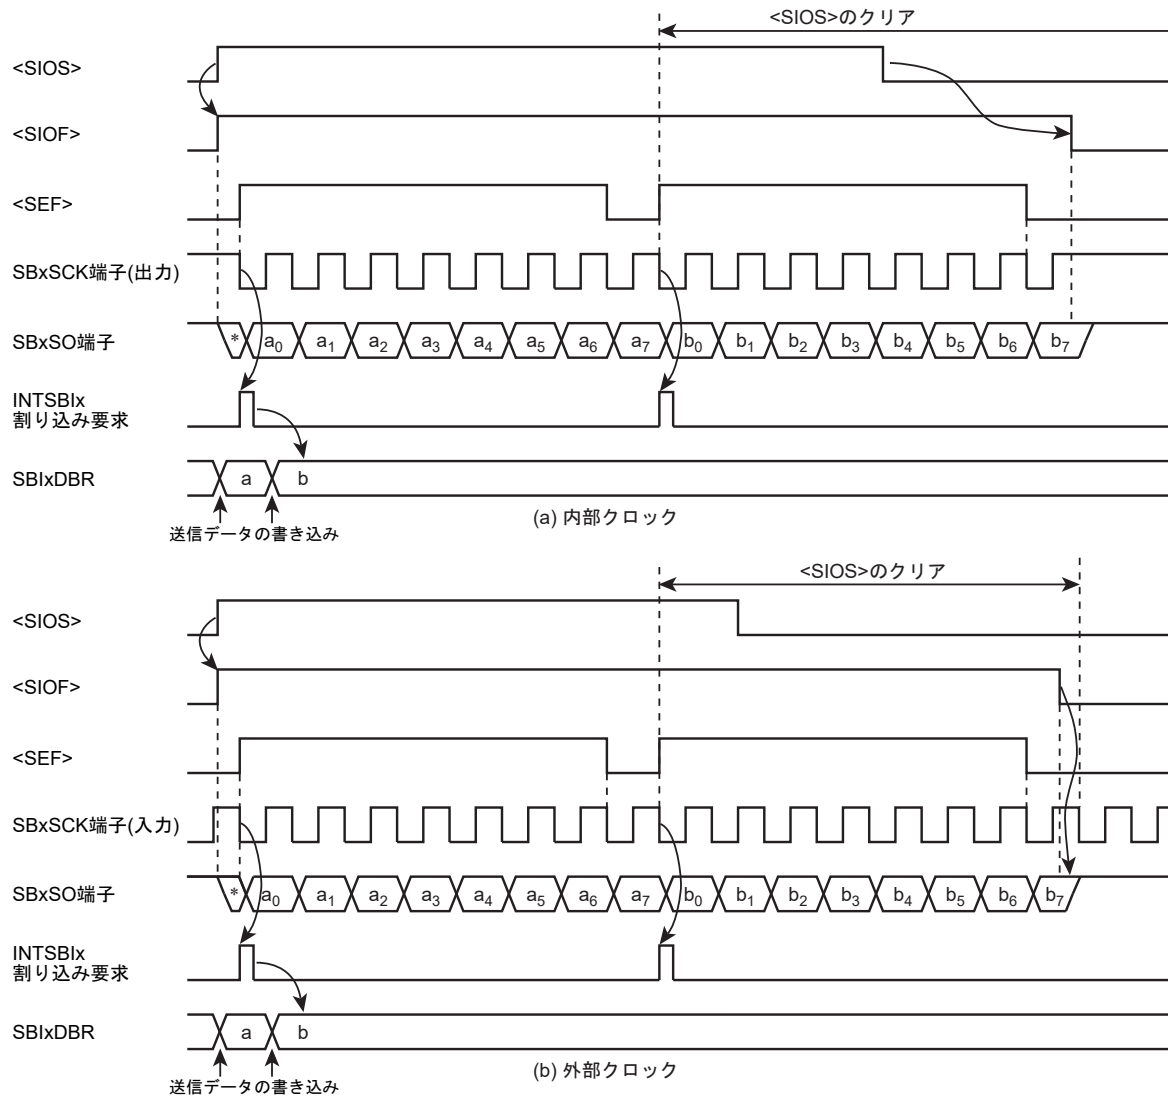 <SIOS>のクリア
<SIOS>
<SIOF>
<SEF>
SBxSCK端子(出力)
SBxSO端子
* a0 a1 a2 a3 a4 a5 a6 a7 b0 b1 b2 b3 b4 b5 b6 b7
INTSBIx
割り込み要求
SBIxDBR
a b
送信データの書き込み
(a) 内部クロック
<SIOS>のクリア
<SIOS>
<SIOF>
<SEF>
SBxSCK端子(入力)
SBxSO端子
* a0 a1 a2 a3 a4 a5 a6 a7 b0 b1 b2 b3 b4 b5 b6 b7
INTSBIx
割り込み要求
SBIxDBR
a b
送信データの書き込み
(b) 外部クロック